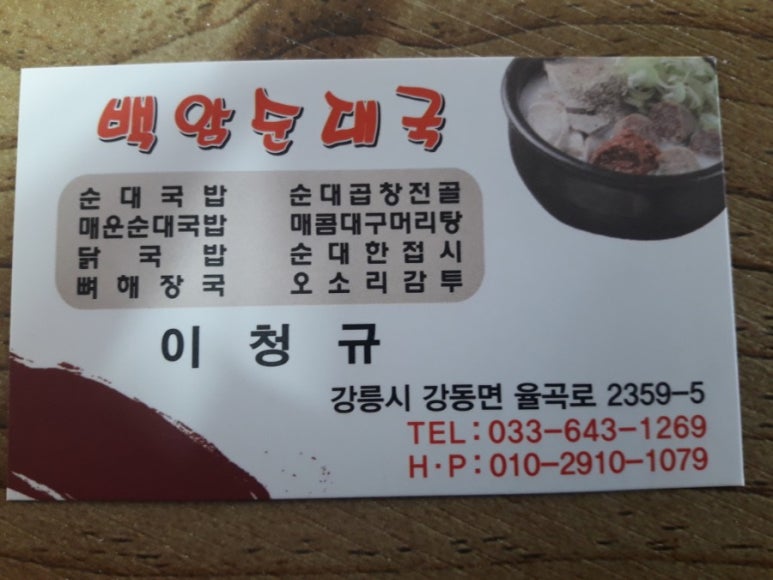 백암순대국
순대국밥 순대곱창전골
매운순대국밥 매콤대구머리탕
닭국밥 순대한접시
뼈해장국 오소리감투
이청규
강릉시 강동면 율곡로 2359-5
TEL:033-643-1269
H·P:010-2910-1079